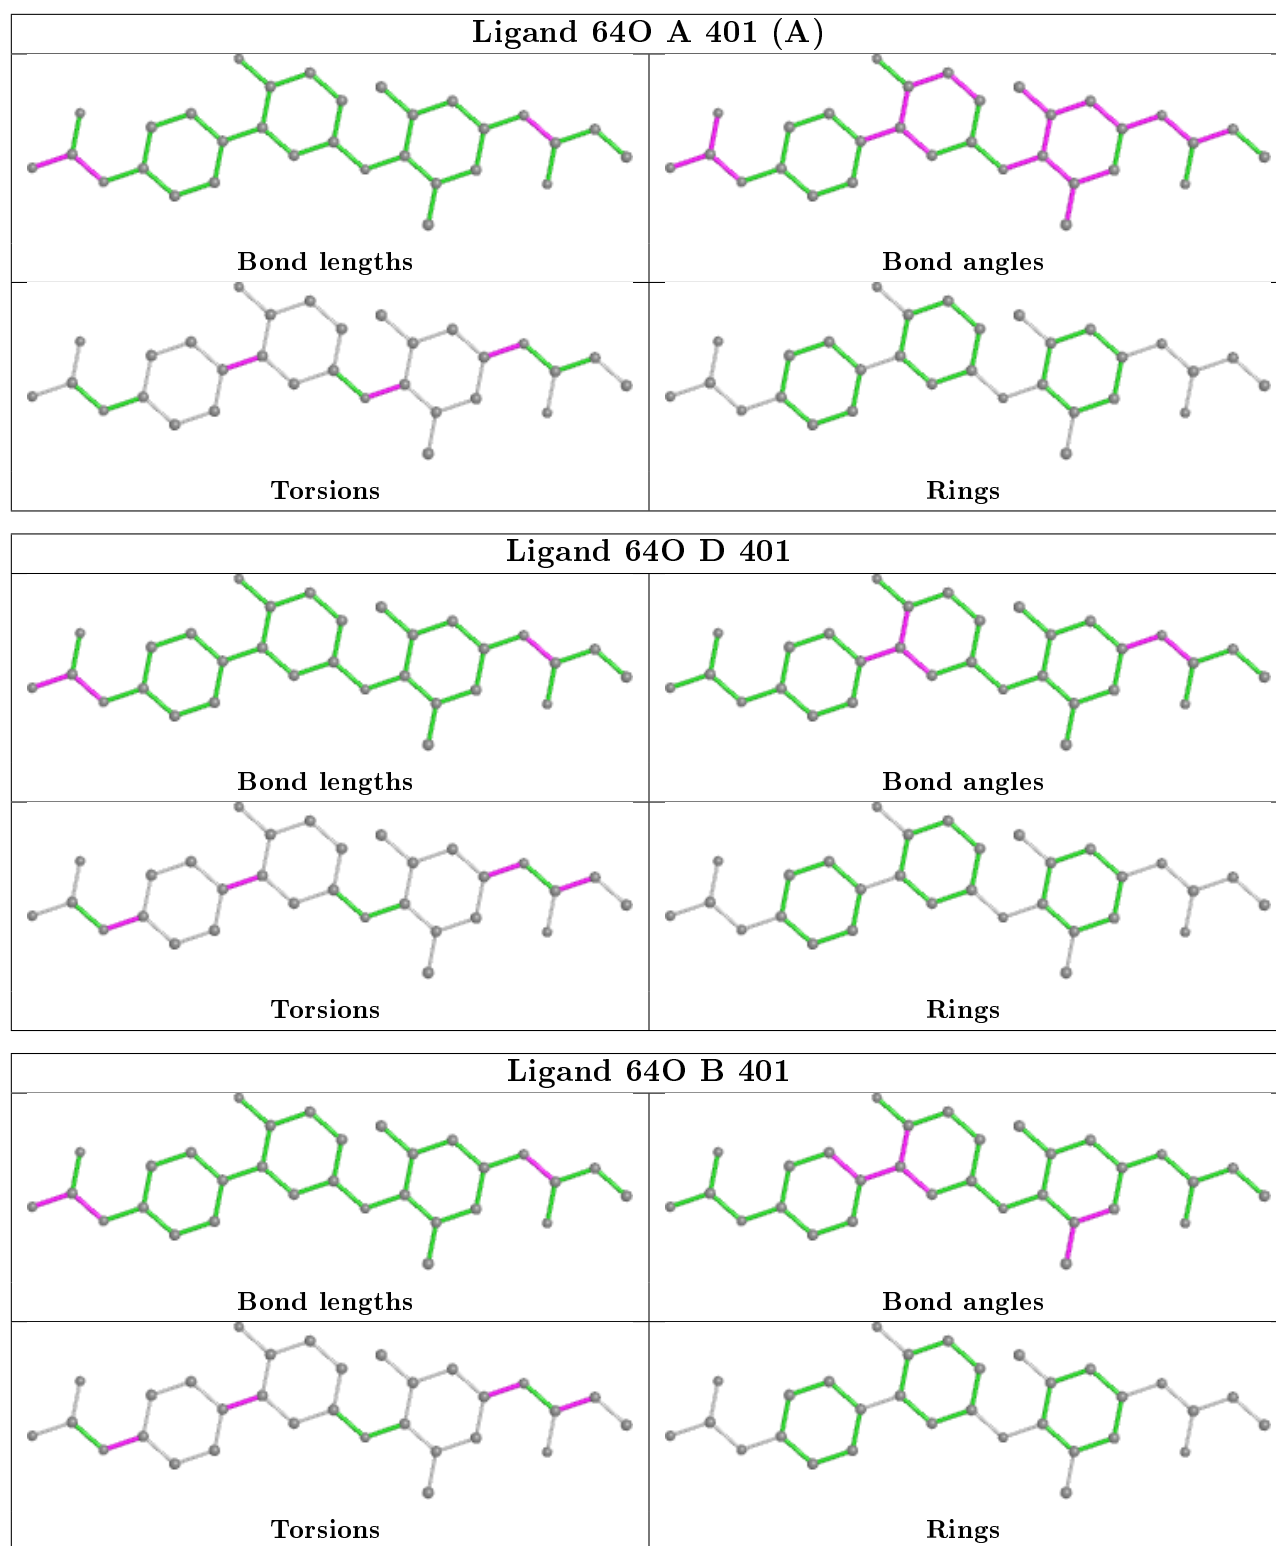 Ligand 64O A 401 (A)
Bond lengths
Bond angles
Torsions
Rings
Ligand 64O D 401
Bond lengths
Bond angles
Torsions
Rings
Ligand 64O B 401
Bond lengths
Bond angles
Torsions
Rings